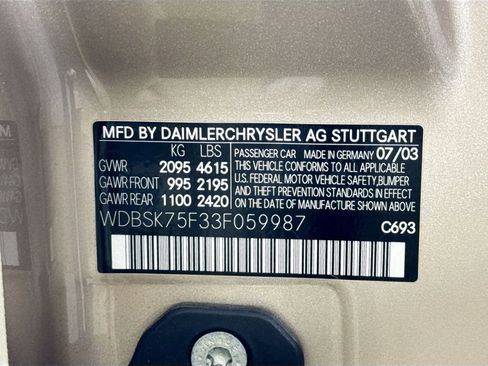 MFD BY DAIMLERCHRYSLER AG STUTTGART
KG LBS
GVWR 2095 4615
GAWR FRONT 995 2195
GAWR REAR 1100 2420
PASSENGER CAR MADE IN GERMANY 07/03
THIS VEHICLE CONFORMS TO ALL APPLICABLE
U.S. FEDERAL MOTOR VEHICLE SAFETY,BUMPER
AND THEFT PREVENTION STANDARDS IN EFFECT
ON THE DATE OF MANUFACTURE SHOWN ABOVE
WDBSK75F33F059987
C693